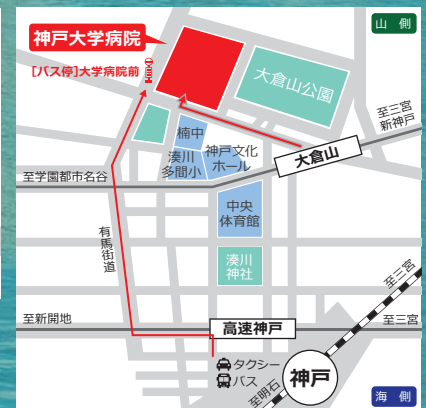 山 側
神戸大学病院
[バス停]大学病院前
大倉山公園
至三宮
新神戸
楠中
湊川
多間小
神戸文化
ホール
大倉山
至学園都市名谷
中央
体育館
有馬街道
湊川
神社
至三宮
至新開地
高速神戸
至三宮
タクシー
バス
神戸
至明石
海 側